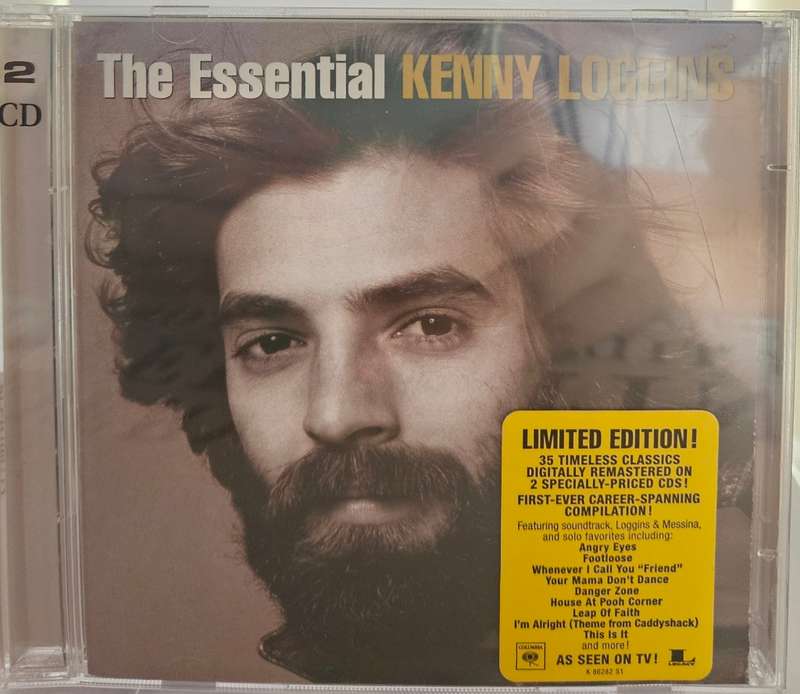 2
CD
The Essential KENNY LOGGINS
LIMITED EDITION!
35 TIMELESS CLASSICS
DIGITALLY REMASTERED ON
2 SPECIALLY-PRICED CDS!
FIRST-EVER CAREER-SPANNING
COMPILATION!
Featuring soundtrack, Loggins & Messina,
and solo favorites including:
Angry Eyes
Footloose
Whenever I Call You “Friend”
Your Mama Don't Dance
Danger Zone
House At Pooh Corner
Leap Of Faith
I'm Alright (Theme from Caddyshack)
This Is It
and more!
COLUMBIA
AS SEEN ON TV!
LEGACY
K 86282 S1